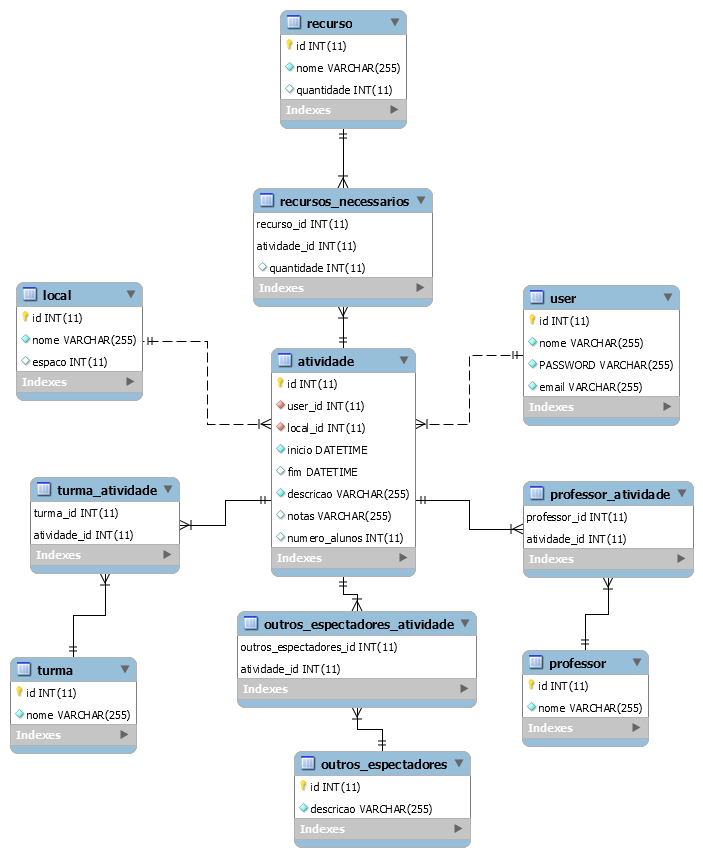 recurso
id INT(11)
nome VARCHAR(255)
quantidade INT(11)
Indexes
recursos_necessarios
recurso_id INT(11)
atividade_id INT(11)
quantidade INT(11)
Indexes
local
id INT(11)
nome VARCHAR(255)
espaco INT(11)
Indexes
user
id INT(11)
nome VARCHAR(255)
PASSWORD VARCHAR(255)
email VARCHAR(255)
Indexes
atividade
id INT(11)
user_id INT(11)
local_id INT(11)
inicio DATETIME
fim DATETIME
descricao VARCHAR(255)
notas VARCHAR(255)
numero_alunos INT(11)
Indexes
turma_atividade
turma_id INT(11)
atividade_id INT(11)
Indexes
professor_atividade
professor_id INT(11)
atividade_id INT(11)
Indexes
outros_espectadores_atividade
outros_espectadores_id INT(11)
atividade_id INT(11)
Indexes
turma
id INT(11)
nome VARCHAR(255)
Indexes
professor
id INT(11)
nome VARCHAR(255)
Indexes
outros_espectadores
id INT(11)
descricao VARCHAR(255)
Indexes